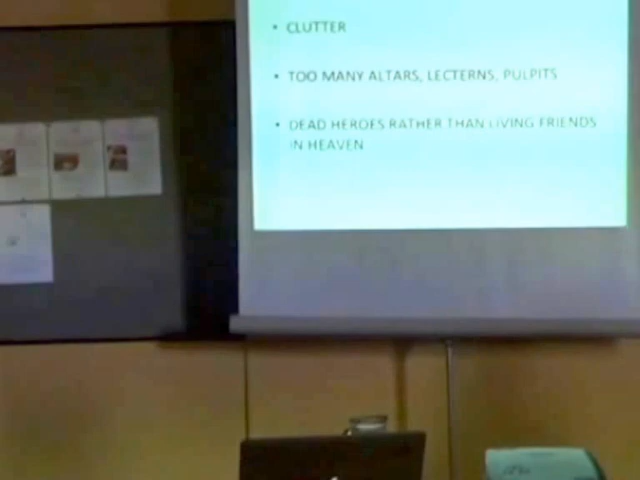 • CLUTTER
• TOO MANY ALTARS, LECTERNS, PULPITS
• DEAD HEROES RATHER THAN LIVING FRIENDS
IN HEAVEN